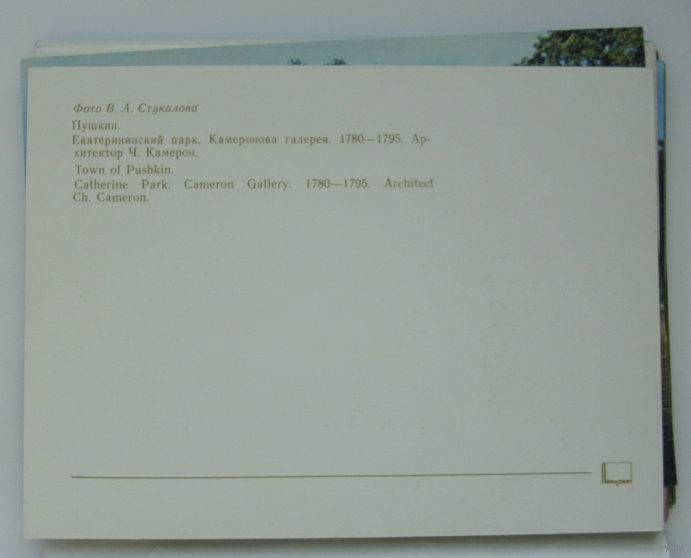 Фото В. А. Стукалова
Пушкин.
Екатерининский парк. Камеронова галерея. 1780—1795. Ар-
хитектор Ч. Камерон.
Town of Pushkin.
Catherine Park. Cameron Gallery. 1780—1795. Architect
Ch. Cameron.